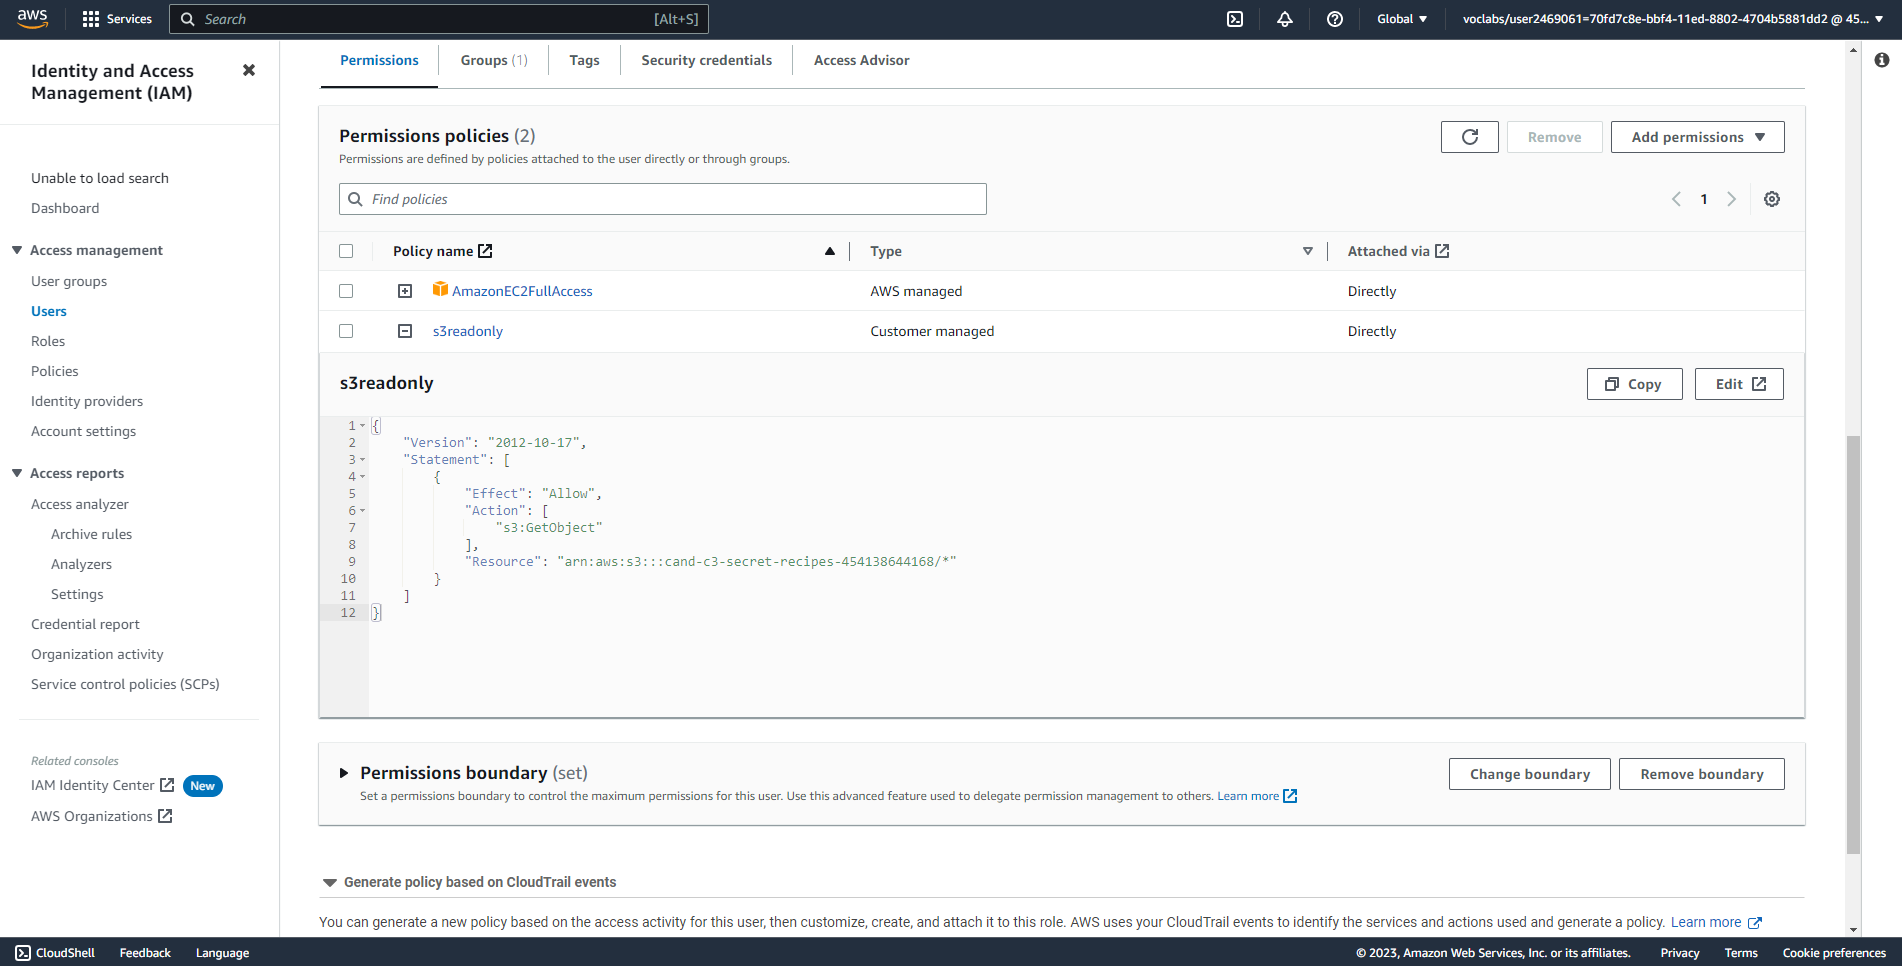 aws
Services
Search
[Alt+S]
Global
voclabs/user2469061=70fd7c8e-bbf4-11ed-8802-4704b5881dd2 @ 45...
Identity and Access
Management (IAM)
Unable to load search
Dashboard
Access management
User groups
Users
Roles
Policies
Identity providers
Account settings
Access reports
Access analyzer
Archive rules
Analyzers
Settings
Credential report
Organization activity
Service control policies (SCPs)
Related consoles
IAM Identity Center New
AWS Organizations
Permissions
Groups (1)
Tags
Security credentials
Access Advisor
Permissions policies (2)
Permissions are defined by policies attached to the user directly or through groups.
Remove
Add permissions
Find policies
1
Policy name Type Attached via
AmazonEC2FullAccess AWS managed Directly
s3readonly Customer managed Directly
s3readonly
Copy
Edit
1 {
2 "Version": "2012-10-17",
3 "Statement": [
4 {
5 "Effect": "Allow",
6 "Action": [
7 "s3:GetObject"
8 ],
9 "Resource": "arn:aws:s3:::cand-c3-secret-recipes-454138644168/*"
10 }
11 ]
12 }
Permissions boundary (set)
Set a permissions boundary to control the maximum permissions for this user. Use this advanced feature used to delegate permission management to others. Learn more
Change boundary
Remove boundary
Generate policy based on CloudTrail events
You can generate a new policy based on the access activity for this user, then customize, create, and attach it to this role. AWS uses your CloudTrail events to identify the services and actions used and generate a policy. Learn more
CloudShell
Feedback
Language
© 2023, Amazon Web Services, Inc. or its affiliates.
Privacy
Terms
Cookie preferences